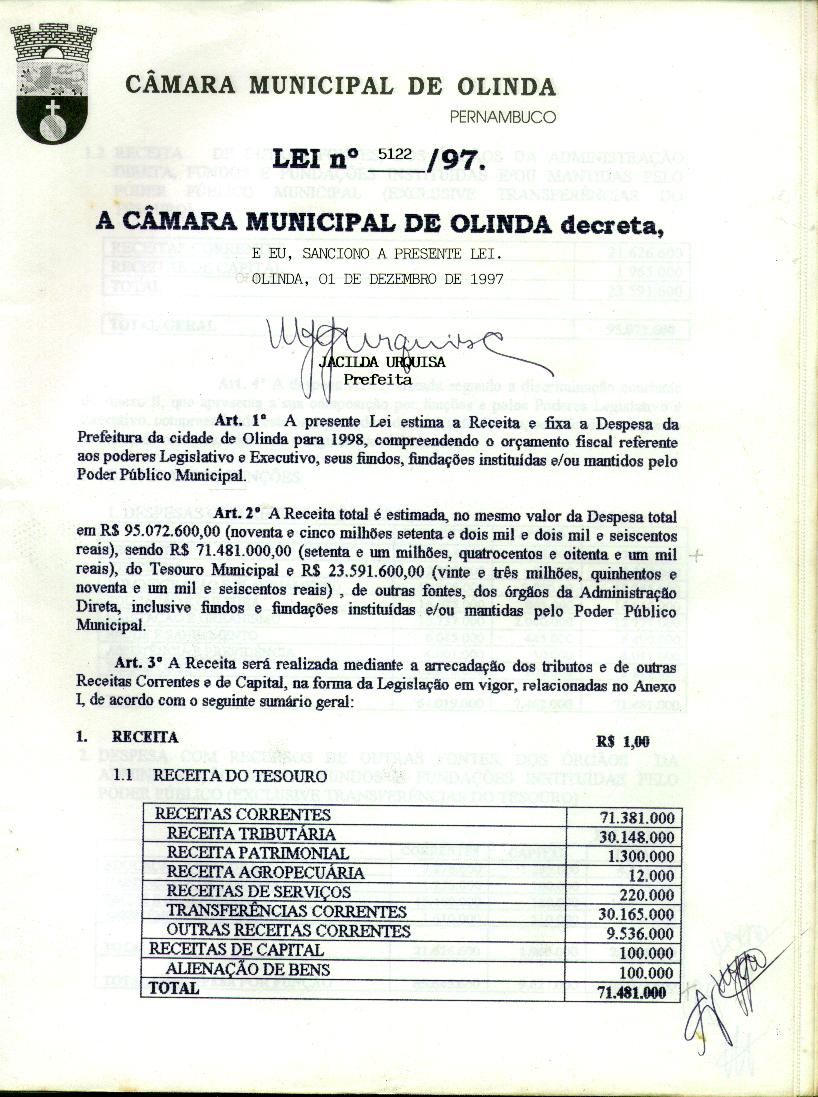 CÂMARA MUNICIPAL DE OLINDA
PERNAMBUCO
LEI nº 5122 /97.
A CÂMARA MUNICIPAL DE OLINDA decreta,
E EU, SANCIONO A PRESENTE LEI.
OLINDA, 01 DE DEZEMBRO DE 1997
JACILDA URQUISA
Prefeita
Art. 1º A presente Lei estima a Receita e fixa a Despesa da
Prefeitura da cidade de Olinda para 1998, compreendendo o orçamento fiscal referente
aos poderes Legislativo e Executivo, seus fundos, fundações instituídas e/ou mantidos pelo
Poder Público Municipal.
Art. 2º A Receita total é estimada, no mesmo valor da Despesa total
em R$ 95.072.600,00 (noventa e cinco milhões setenta e dois mil e dois mil e seiscentos
reais), sendo R$ 71.481.000,00 (setenta e um milhões, quatrocentos e oitenta e um mil
reais), do Tesouro Municipal e R$ 23.591.600,00 (vinte e três milhões, quinhentos e
noventa e um mil e seiscentos reais) , de outras fontes, dos órgãos da Administração
Direta, inclusive fundos e fundações instituídas e/ou mantidas pelo Poder Público
Municipal.
Art. 3º A Receita será realizada mediante a arrecadação dos tributos e de outras
Receitas Correntes e de Capital, na forma da Legislação em vigor, relacionadas no Anexo
I, de acordo com o seguinte sumário geral:
1. RECEITA R$ 1,00
1.1 RECEITA DO TESOURO
RECEITAS CORRENTES 71.381.000
RECEITA TRIBUTÁRIA 30.148.000
RECEITA PATRIMONIAL 1.300.000
RECEITA AGROPECUÁRIA 12.000
RECEITAS DE SERVIÇOS 220.000
TRANSFERÊNCIAS CORRENTES 30.165.000
OUTRAS RECEITAS CORRENTES 9.536.000
RECEITAS DE CAPITAL 100.000
ALIENAÇÃO DE BENS 100.000
TOTAL 71.481.000